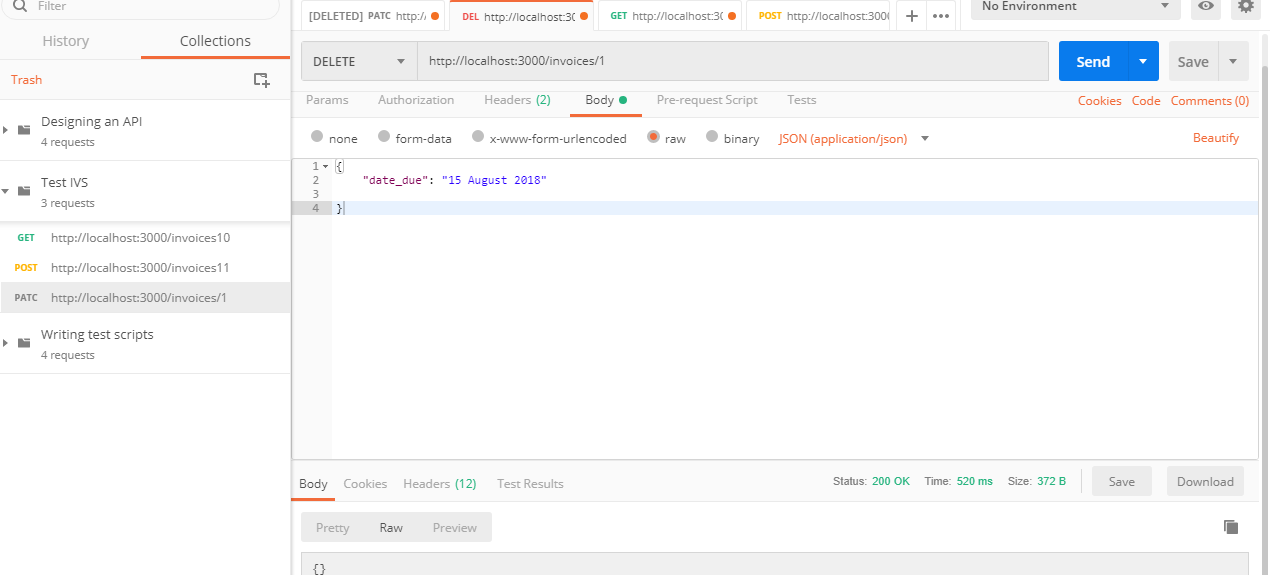 Filter
History Collections
Trash
Designing an API
4 requests
Test IVS
3 requests
GET http://localhost:3000/invoices10
POST http://localhost:3000/invoices11
PATC http://localhost:3000/invoices/1
Writing test scripts
4 requests
[DELETED] PATC http:/ DEL http://localhost:30 GET http://localhost:30 POST http://localhost:3000 + ••• No Environment
DELETE http://localhost:3000/invoices/1 Send Save
Params Authorization Headers (2) Body Pre-request Script Tests Cookies Code Comments (0)
none form-data x-www-form-urlencoded raw binary JSON (application/json) Beautify
1 {
2 "date_due": "15 August 2018"
3
4 }
Body Cookies Headers (12) Test Results Status: 200 OK Time: 520 ms Size: 372 B Save Download
Pretty Raw Preview
{}